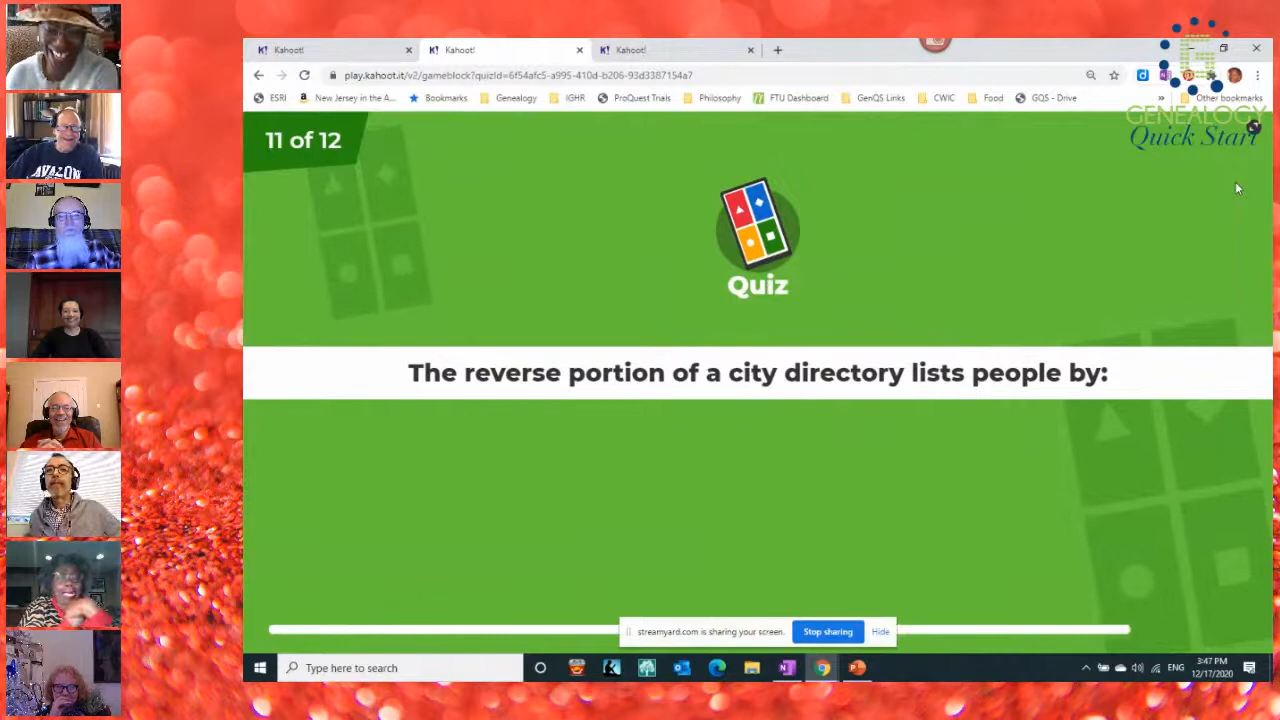 Kahoot!
Kahoot!
Kahoot!
play.kahoot.it/v2/gameblock?quizId=6f54afc5-a995-410d-b206-93d3387154a7
ESRI
New Jersey in the A...
Bookmarks
Genealogy
IGHR
ProQuest Trials
Philosophy
FTU Dashboard
GenQS Links
CWIC
Food
GQS - Drive
»
Other bookmarks
GENEALOGY
Quick Start
11 of 12
Quiz
The reverse portion of a city directory lists people by:
streamyard.com is sharing your screen.
Stop sharing
Hide
Type here to search
ENG
3:47 PM
12/17/2020
AVALON